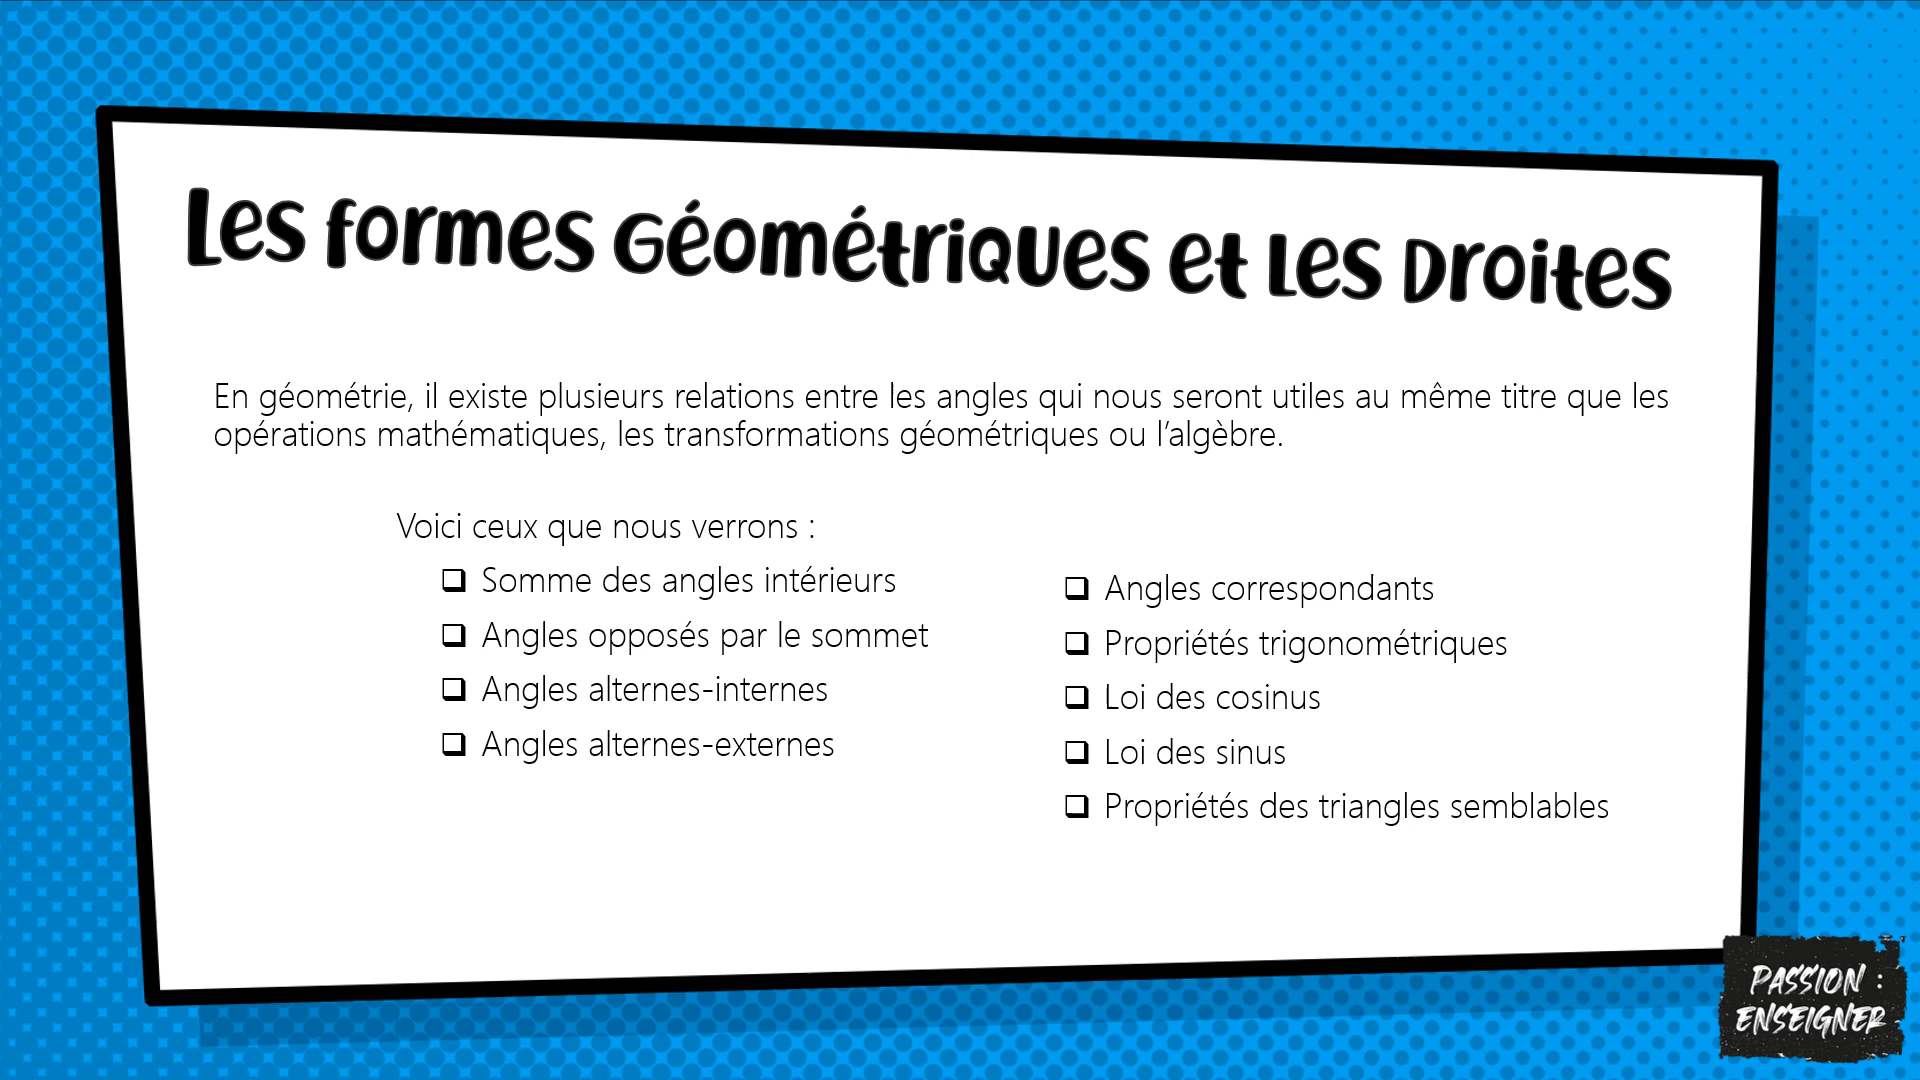 Les formes Géométriques et les Droites
En géométrie, il existe plusieurs relations entre les angles qui nous seront utiles au même titre que les
opérations mathématiques, les transformations géométriques ou l’algèbre.
Voici ceux que nous verrons :
❑ Somme des angles intérieurs
❑ Angles opposés par le sommet
❑ Angles alternes-internes
❑ Angles alternes-externes
❑ Angles correspondants
❑ Propriétés trigonométriques
❑ Loi des cosinus
❑ Loi des sinus
❑ Propriétés des triangles semblables
PASSION :
ENSEIGNER